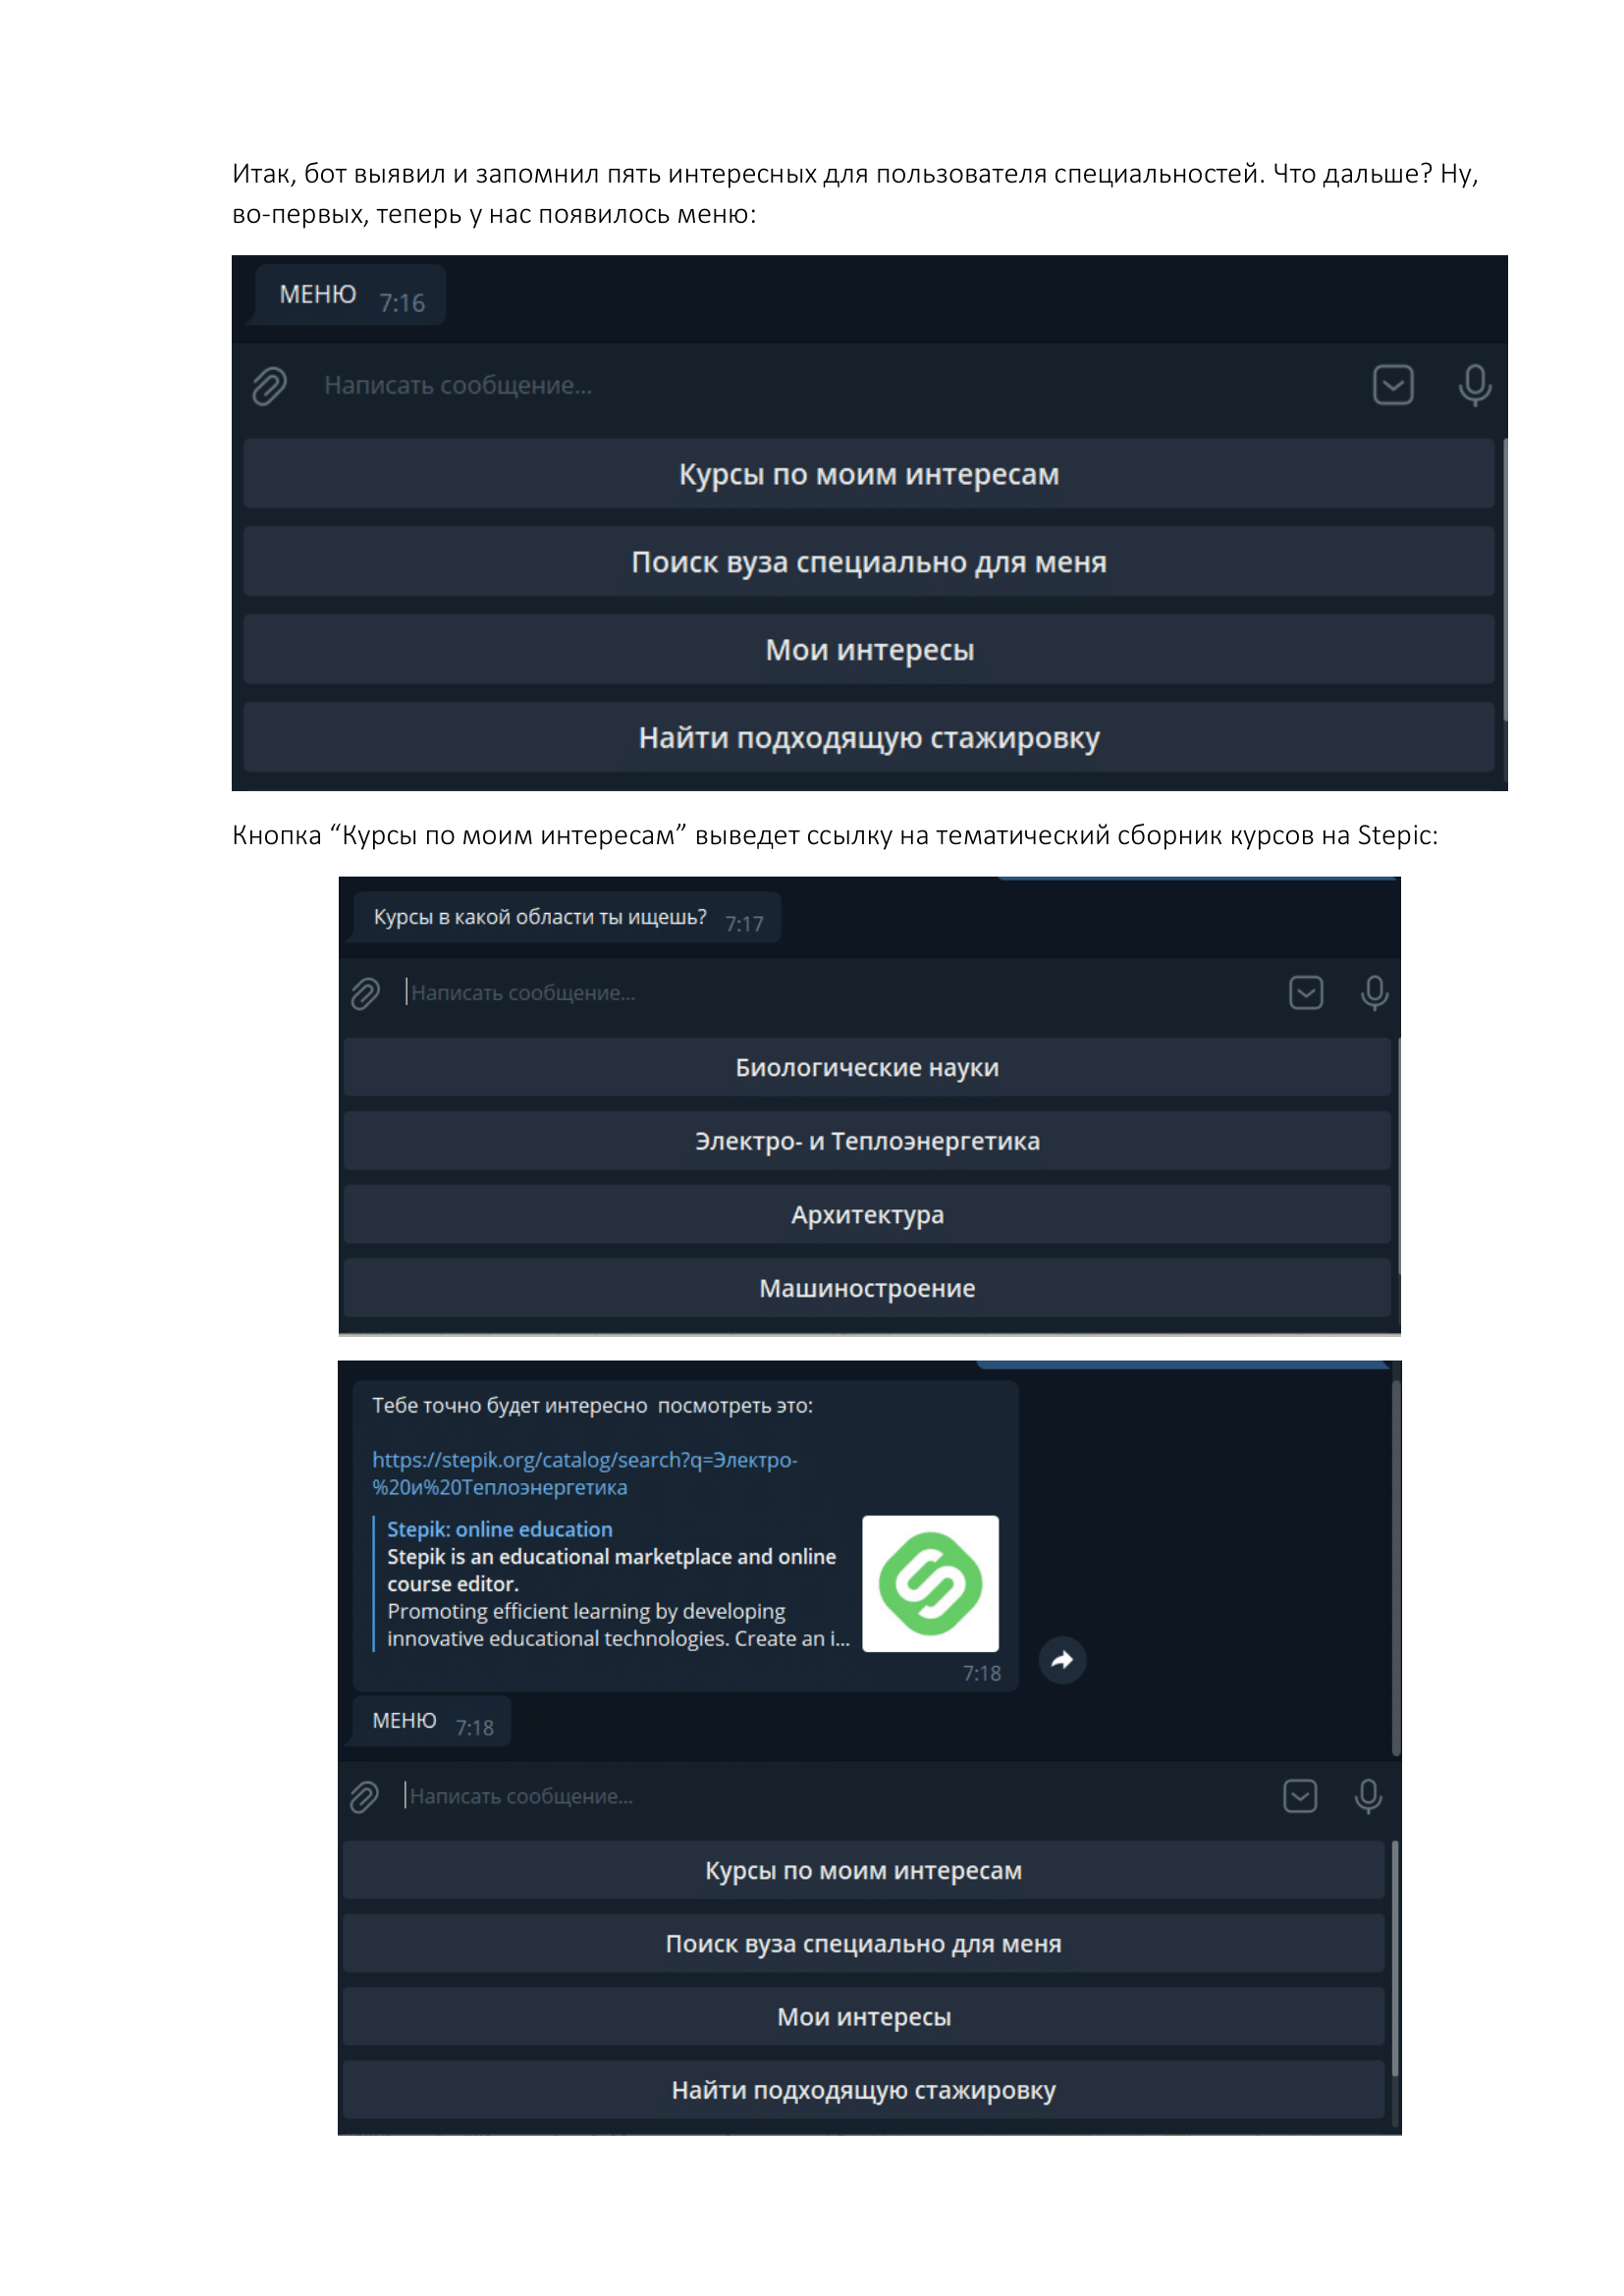 Итак, бот выявил и запомнил пять интересных для пользователя специальностей. Что дальше? Ну,
во-первых, теперь у нас появилось меню:
МЕНЮ 7:16
Написать сообщение...
Курсы по моим интересам
Поиск вуза специально для меня
Мои интересы
Найти подходящую стажировку
Кнопка “Курсы по моим интересам” выведет ссылку на тематический сборник курсов на Stepic:
Курсы в какой области ты ищешь? 7:17
Написать сообщение...
Биологические науки
Электро- и Теплоэнергетика
Архитектура
Машиностроение
Тебе точно будет интересно  посмотреть это:
https://stepik.org/catalog/search?q=Электро-
%20и%20Теплоэнергетика
Stepik: online education
Stepik is an educational marketplace and online
course editor.
Promoting efficient learning by developing
innovative educational technologies. Create an i...
7:18
МЕНЮ 7:18
Написать сообщение...
Курсы по моим интересам
Поиск вуза специально для меня
Мои интересы
Найти подходящую стажировку